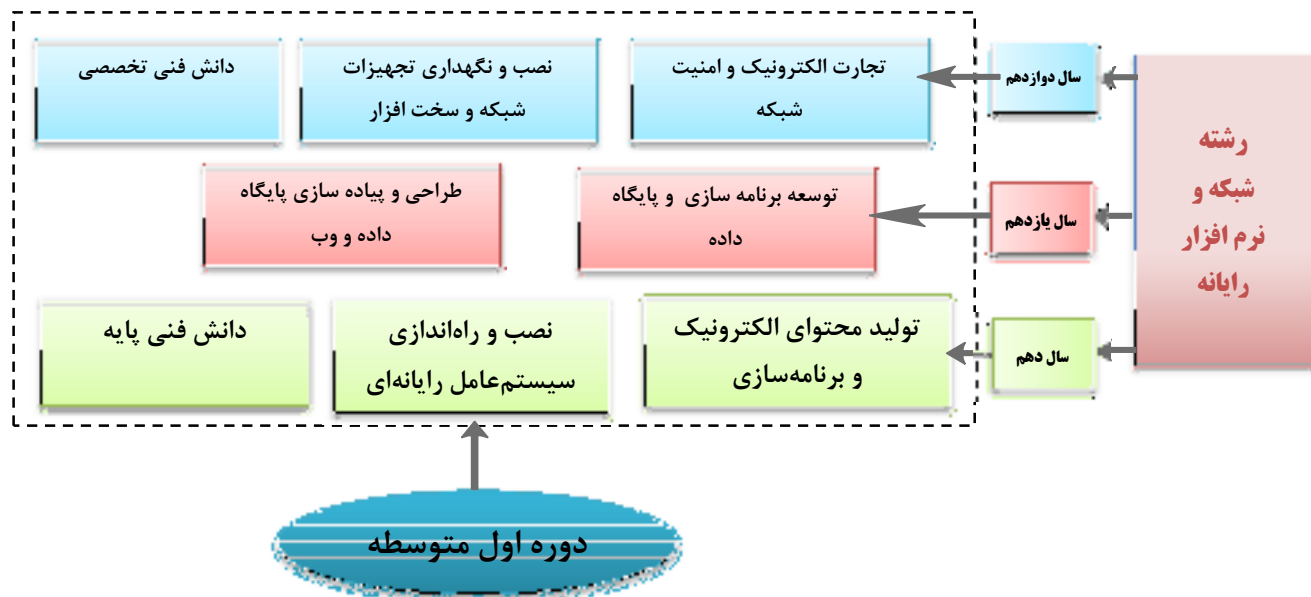 رشته
شبکه و
نرم افزار
رایانه
سال دوازدهم
تجارت الکترونیک و امنیت
شبکه
نصب و نگهداری تجهیزات
شبکه و سخت افزار
دانش فنی تخصصی
سال یازدهم
توسعه برنامه سازی و پایگاه
داده
طراحی و پیاده سازی پایگاه
داده و وب
سال دهم
تولید محتوای الکترونیک
و برنامه‌سازی
نصب و راه‌اندازی
سیستم‌عامل رایانه‌ای
دانش فنی پایه
دوره اول متوسطه